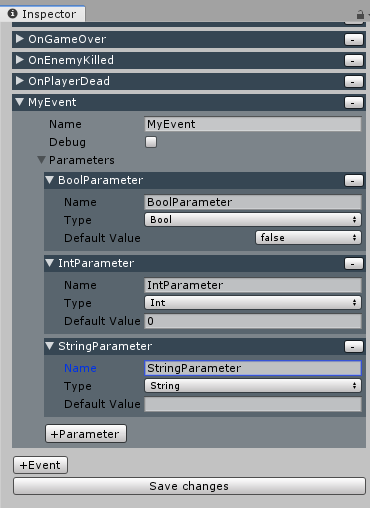 Inspector
OnGameOver -
OnEnemyKilled -
OnPlayerDead -
MyEvent -
Name MyEvent
Debug
Parameters
BoolParameter -
Name BoolParameter
Type Bool
Default Value false
IntParameter -
Name IntParameter
Type Int
Default Value 0
StringParameter -
Name StringParameter
Type String
Default Value
+Parameter
+Event
Save changes